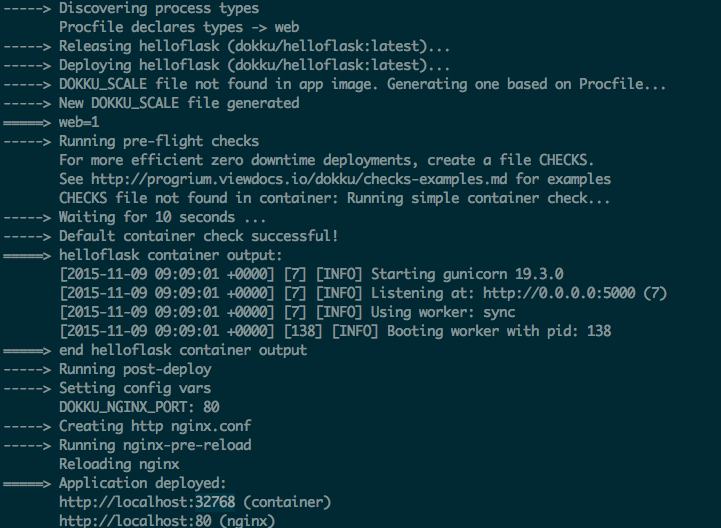 -----> Discovering process types
       Procfile declares types -> web
-----> Releasing helloflask (dokku/helloflask:latest)...
-----> Deploying helloflask (dokku/helloflask:latest)...
-----> DOKKU_SCALE file not found in app image. Generating one based on Procfile...
-----> New DOKKU_SCALE file generated
=====> web=1
-----> Running pre-flight checks
       For more efficient zero downtime deployments, create a file CHECKS.
       See http://progrium.viewdocs.io/dokku/checks-examples.md for examples
       CHECKS file not found in container: Running simple container check...
-----> Waiting for 10 seconds ...
-----> Default container check successful!
=====> helloflask container output:
       [2015-11-09 09:09:01 +0000] [7] [INFO] Starting gunicorn 19.3.0
       [2015-11-09 09:09:01 +0000] [7] [INFO] Listening at: http://0.0.0.0:5000 (7)
       [2015-11-09 09:09:01 +0000] [7] [INFO] Using worker: sync
       [2015-11-09 09:09:01 +0000] [138] [INFO] Booting worker with pid: 138
=====> end helloflask container output
-----> Running post-deploy
-----> Setting config vars
       DOKKU_NGINX_PORT: 80
-----> Creating http nginx.conf
-----> Running nginx-pre-reload
       Reloading nginx
=====> Application deployed:
       http://localhost:32768 (container)
       http://localhost:80 (nginx)